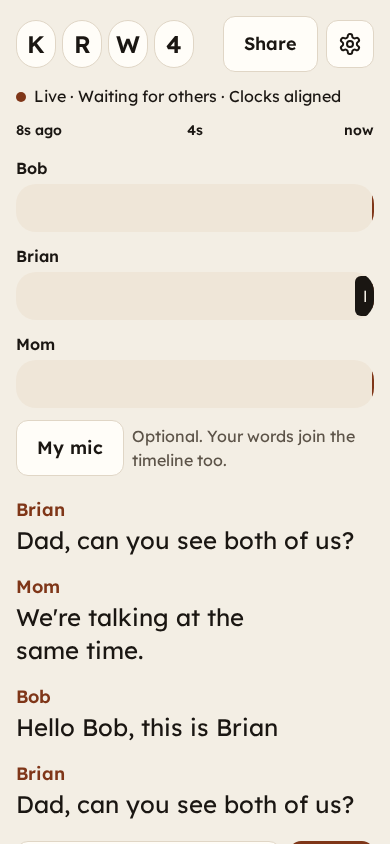 K R W 4 Share
Live · Waiting for others · Clocks aligned
8s ago 4s now
Bob
Brian
I
Mom
My mic
Optional. Your words join the
timeline too.
Brian
Dad, can you see both of us?
Mom
We're talking at the
same time.
Bob
Hello Bob, this is Brian
Brian
Dad, can you see both of us?